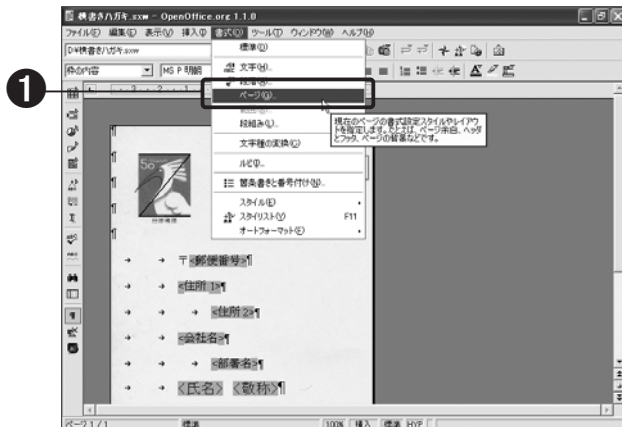 横書きハガキ.sxw - OpenOffice.org 1.1.0
ファイル(F) 編集(E) 表示(V) 挿入(I) 書式(O) ツール(T) ウィンドウ(W) ヘルプ(H)
D:¥横書きハガキ.sxw
標準(D)
枠の内容
MS P 明朝
文字(H)...
段落(A)...
❶
ページ(G)...
現在のページの書式設定スタイルやレイアウトを指定します。たとえば、ページ余白、ヘッダとフッタ、ページの背景などです。
段組み(L)...
文字種の変換(C)
ルビ(M)...
箇条書きと番号付け(N)...
スタイル(E)
スタイリスト(Y) F11
オートフォーマット(E)
50
日本郵便
〒<郵便番号>¶
<住所 1>¶
<住所 2>¶
<会社名>¶
<部署名>¶
<氏名> <敬称>¶
ページ 1 / 1 標準 100% 挿入 標準 HYP